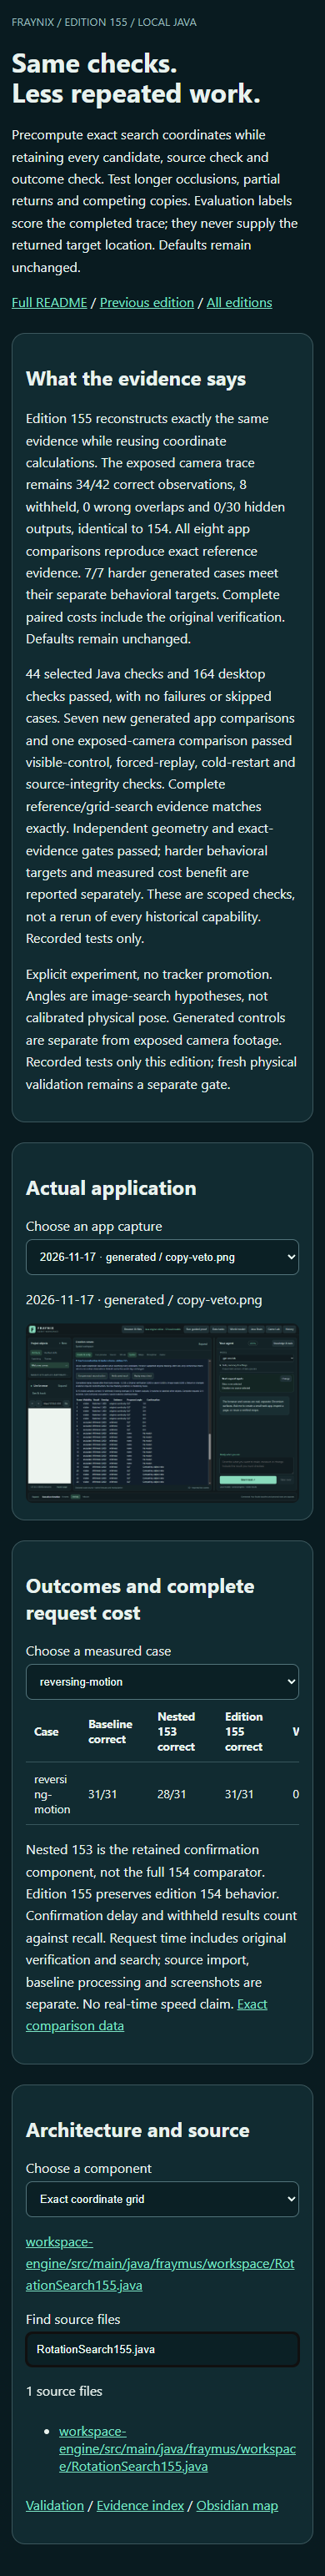 FRAYNIX / EDITION 155 / LOCAL JAVA
Same checks.
Less repeated work.
Precompute exact search coordinates while
retaining every candidate, source check and
outcome check. Test longer occlusions, partial
returns and competing copies. Evaluation labels
score the completed trace; they never supply the
returned target location. Defaults remain
unchanged.
Full README / Previous edition / All editions
What the evidence says
Edition 155 reconstructs exactly the same
evidence while reusing coordinate
calculations. The exposed camera trace
remains 34/42 correct observations, 8
withheld, 0 wrong overlaps and 0/30 hidden
outputs, identical to 154. All eight app
comparisons reproduce exact reference
evidence. 7/7 harder generated cases meet
their separate behavioral targets. Complete
paired costs include the original verification.
Defaults remain unchanged.
44 selected Java checks and 164 desktop
checks passed, with no failures or skipped
cases. Seven new generated app comparisons
and one exposed-camera comparison passed
visible-control, forced-replay, cold-restart and
source-integrity checks. Complete
reference/grid-search evidence matches
exactly. Independent geometry and exact-
evidence gates passed; harder behavioral
targets and measured cost benefit are
reported separately. These are scoped checks,
not a rerun of every historical capability.
Recorded tests only.
Explicit experiment, no tracker promotion.
Angles are image-search hypotheses, not
calibrated physical pose. Generated controls
are separate from exposed camera footage.
Recorded tests only this edition; fresh physical
validation remains a separate gate.
Actual application
Choose an app capture
2026-11-17 · generated / copy-veto.png
2026-11-17 · generated / copy-veto.png
FRAYNIX
Outcomes and complete
request cost
Choose a measured case
reversing-motion
Case Baseline correct Nested 153 correct Edition 155 correct
reversi
ng-
motion 31/31 28/31 31/31 0
Nested 153 is the retained confirmation
component, not the full 154 comparator.
Edition 155 preserves edition 154 behavior.
Confirmation delay and withheld results count
against recall. Request time includes original
verification and search; source import,
baseline processing and screenshots are
separate. No real-time speed claim. Exact
comparison data
Architecture and source
Choose a component
Exact coordinate grid
workspace-
engine/src/main/java/fraymus/workspace/Rot
ationSearch155.java
Find source files
RotationSearch155.java
1 source files
workspace-
engine/src/main/java/fraymus/workspac
e/RotationSearch155.java
Validation / Evidence index / Obsidian map